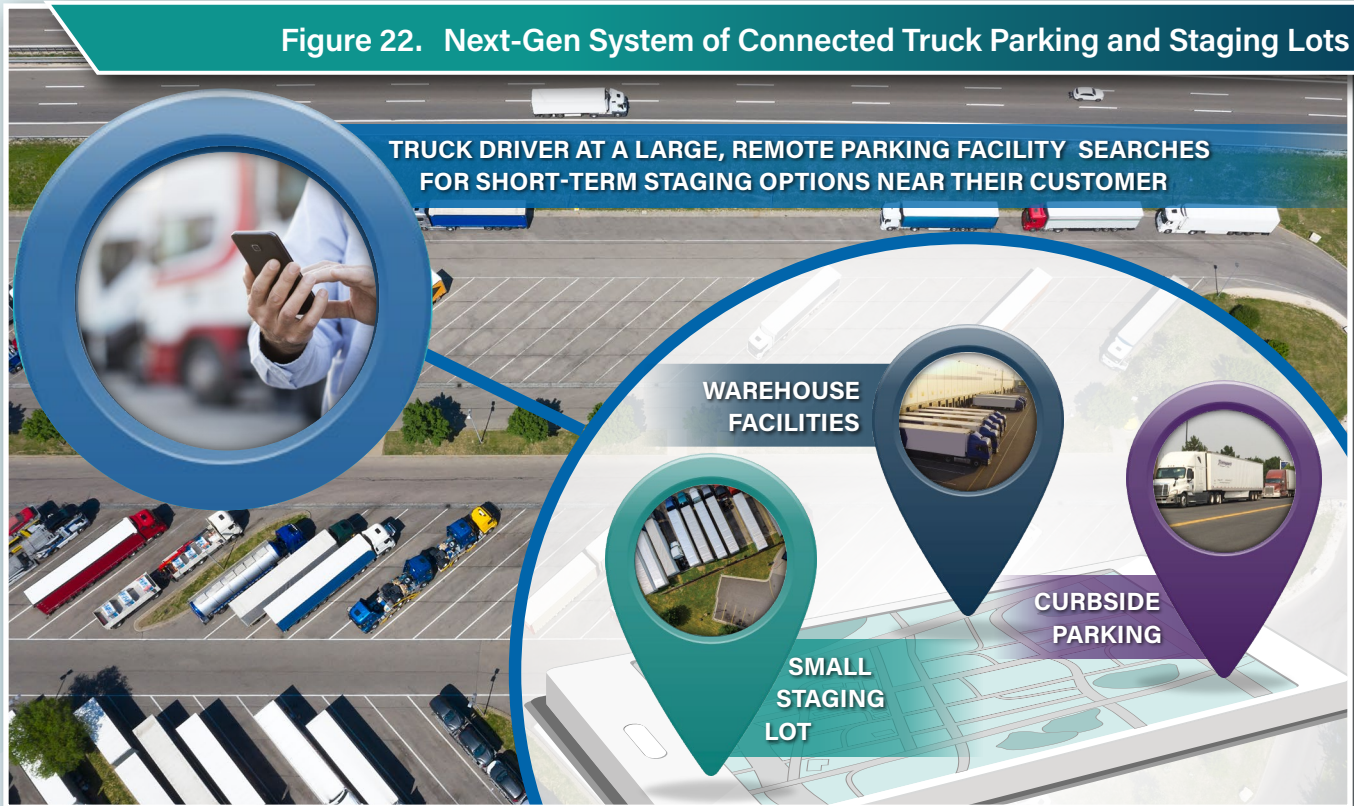 Figure 22. Next-Gen System of Connected Truck Parking and Staging Lots
TRUCK DRIVER AT A LARGE, REMOTE PARKING FACILITY SEARCHES
FOR SHORT-TERM STAGING OPTIONS NEAR THEIR CUSTOMER
WAREHOUSE
FACILITIES
CURBSIDE
PARKING
SMALL
STAGING
LOT